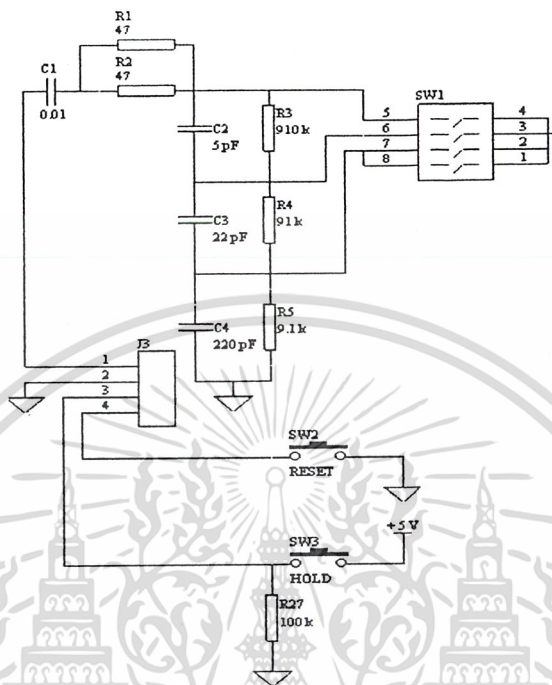 R1
47
R2
47
C1
0.01
C2
5pF
R3
910k
SW1
5
6
7
8
4
3
2
1
C3
22pF
R4
91k
C4
220pF
R5
9.1k
J3
1
2
3
4
SW2
RESET
+5V
SW3
HOLD
R27
100k